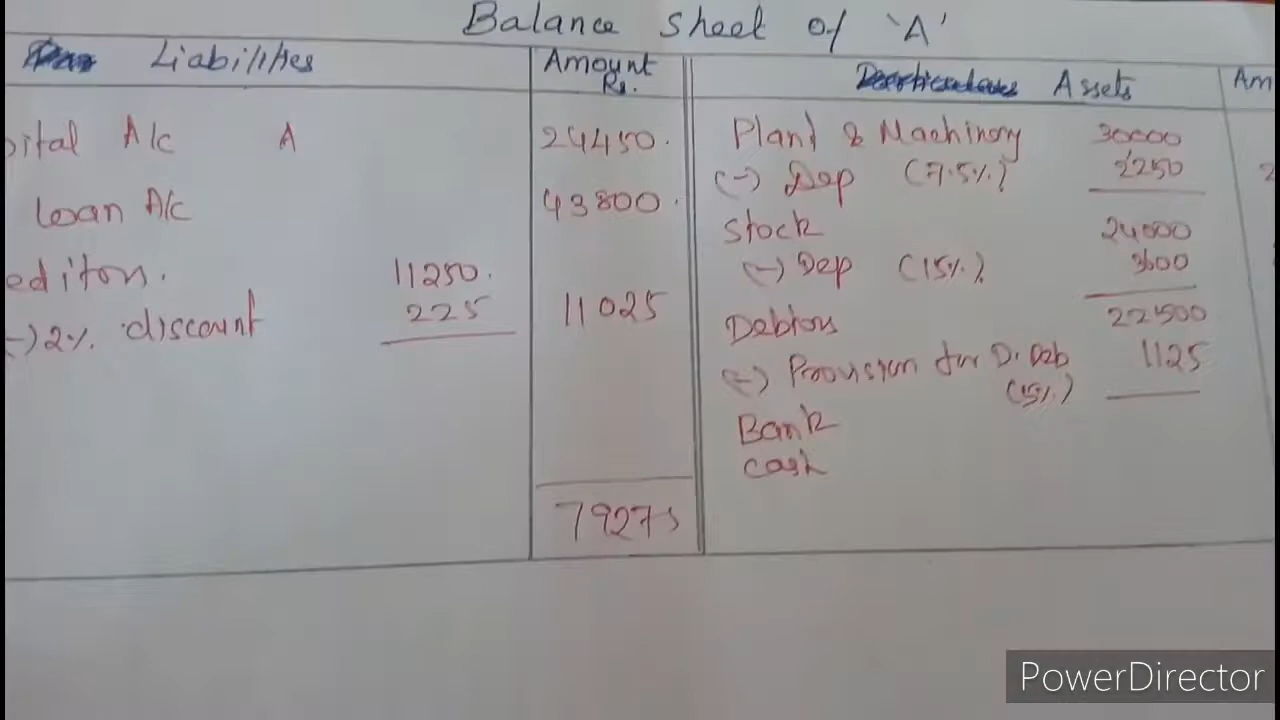 Balance Sheet of 'A'
Liabilities Amount Rs. Assets Am
pital A/c A 24450. Plant & Machinery 30000
(-) Dep (7.5%) 2250 2
loan A/c 43800.
Stock 24000
editors. 11250. (-) Dep (15%) 3600
-) 2% discount 225 11025 Debtors 22500
(-) Provision for D. Deb 1125
(5%)
Bank
Cash
79275
PowerDirector